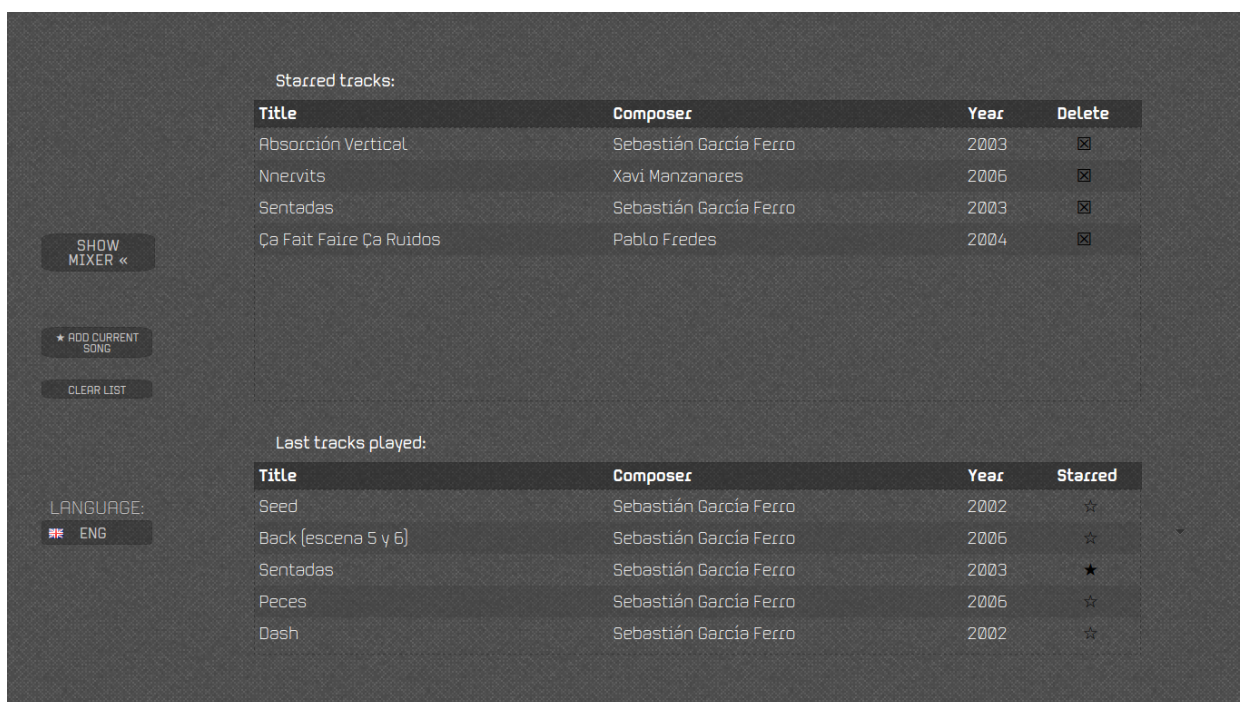 Starred tracks:
Title Composer Year Delete
Absorción Vertical Sebastián García Ferro 2003 ☒
Nnervits Xavi Manzanares 2006 ☒
Sentadas Sebastián García Ferro 2003 ☒
Ça Fait Faire Ça Ruidos Pablo Fredes 2004 ☒
SHOW
MIXER «
★ ADD CURRENT
SONG
CLEAR LIST
Last tracks played:
Title Composer Year Starred
Seed Sebastián García Ferro 2002 ☆
Back (escena 5 y 6) Sebastián García Ferro 2006 ☆
Sentadas Sebastián García Ferro 2003 ★
Peces Sebastián García Ferro 2006 ☆
Dash Sebastián García Ferro 2002 ☆
LANGUAGE:
ENG